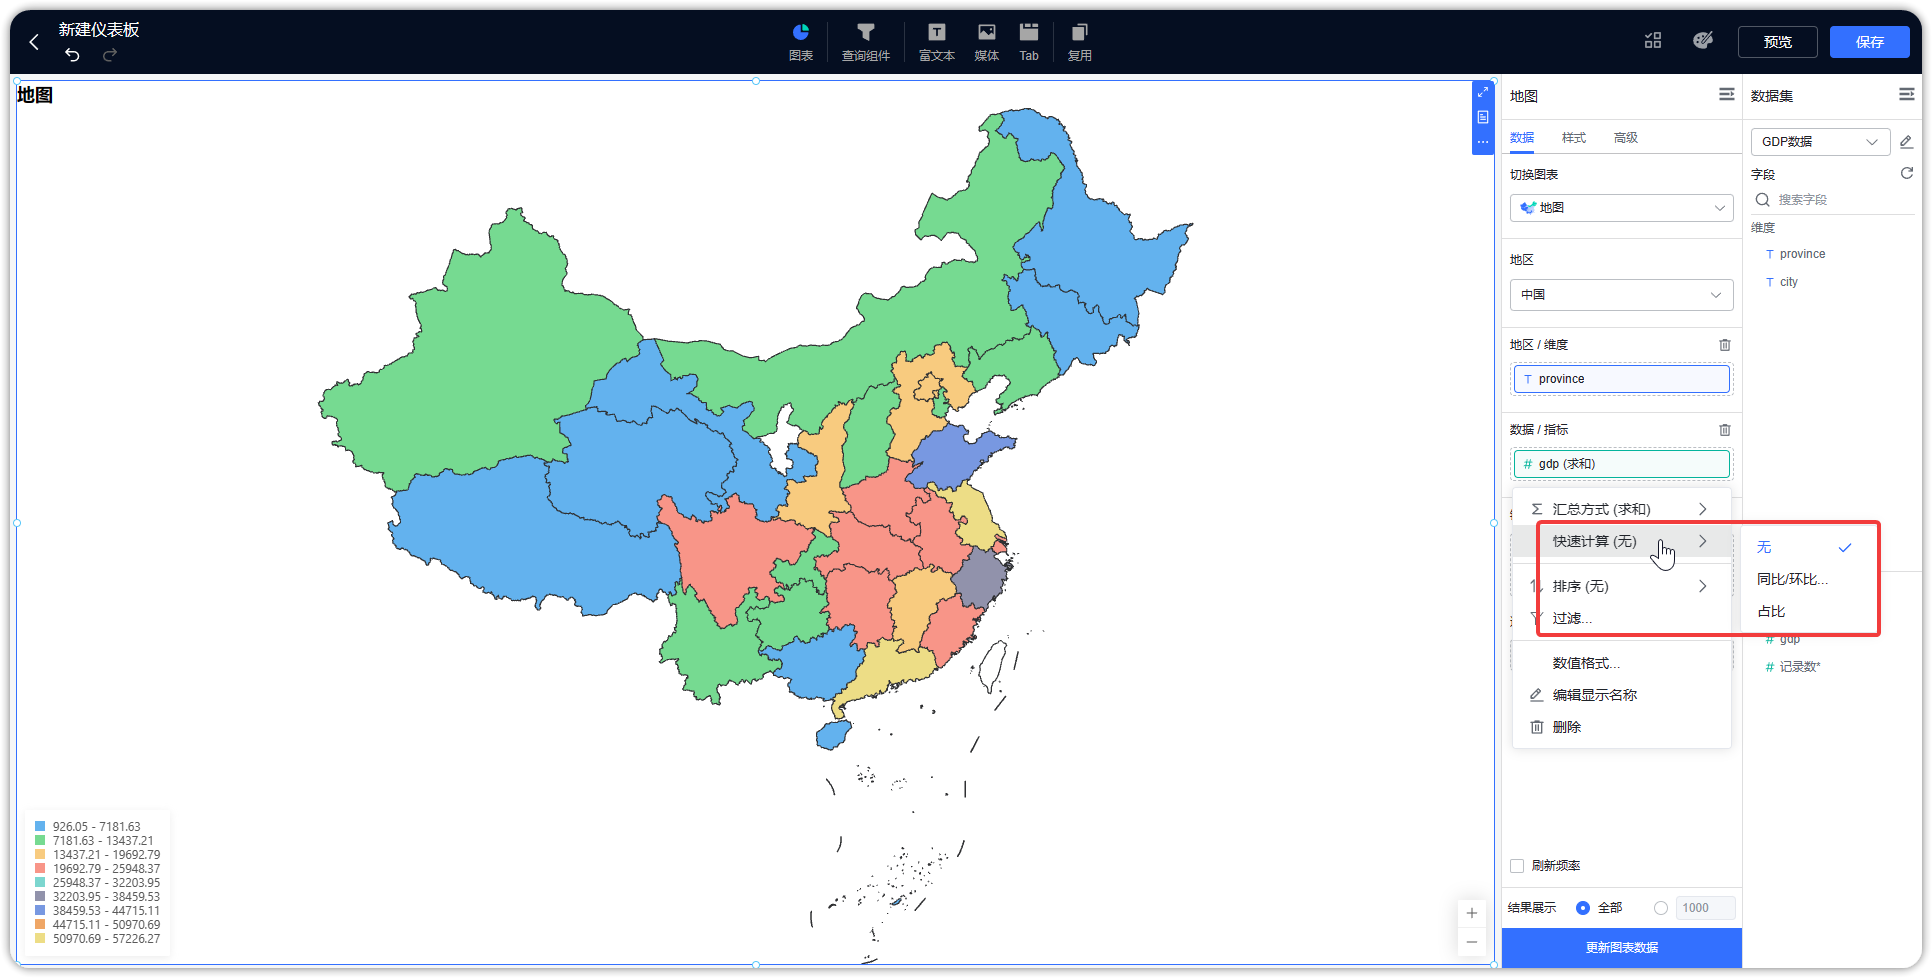 新建仪表板
图表
查询组件
富文本
媒体
Tab
复用
预览
保存
地图
地图
数据
样式
高级
切换图表
地图
地区
中国
地区 / 维度
T province
数据 / 指标
# gdp (求和)
汇总方式 (求和)
快速计算 (无)
排序 (无)
过滤...
数值格式...
编辑显示名称
删除
无
同比/环比...
占比
刷新频率
结果展示
全部
1000
更新图表数据
数据集
GDP数据
字段
搜索字段
维度
T province
T city
# gdp
# 记录数*
926.05 - 7181.63
7181.63 - 13437.21
13437.21 - 19692.79
19692.79 - 25948.37
25948.37 - 32203.95
32203.95 - 38459.53
38459.53 - 44715.11
44715.11 - 50970.69
50970.69 - 57226.27